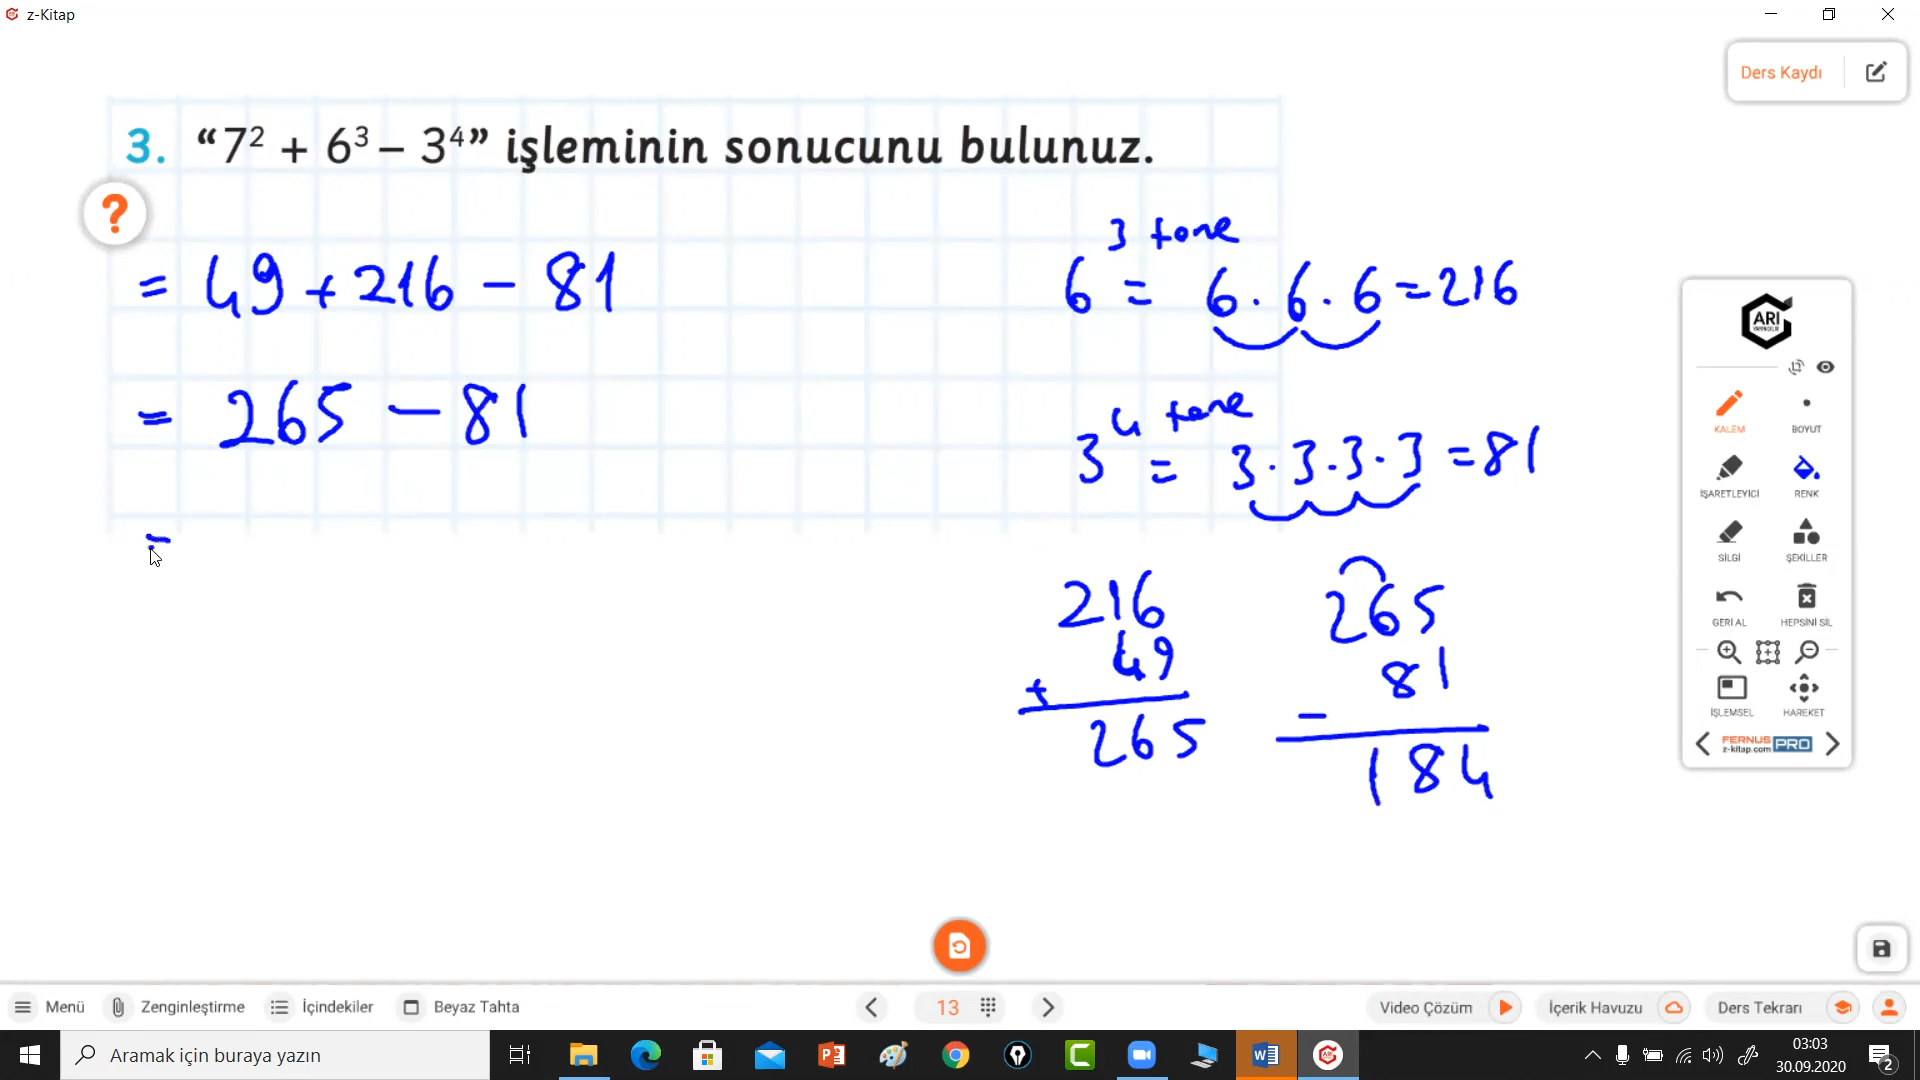 z-Kitap
Ders Kaydı
3. “7² + 6³ – 3⁴” işleminin sonucunu bulunuz.
?
= 49 + 216 - 81
= 265 - 81
=
3 tane
6 = 6 . 6 . 6 = 216
4 tane
3 = 3 . 3 . 3 . 3 = 81
216
49
+
265
265
81
-
184
ARI
YAYINCILIK
KALEM
BOYUT
İŞARETLEYİCİ
RENK
SİLGİ
ŞEKİLLER
GERİ AL
HEPSİNİ SİL
İŞLEMSEL
HAREKET
FERNUS
z-kitap.com PRO
Menü
Zenginleştirme
İçindekiler
Beyaz Tahta
13
Video Çözüm
İçerik Havuzu
Ders Tekrarı
Aramak için buraya yazın
03:03
30.09.2020
2